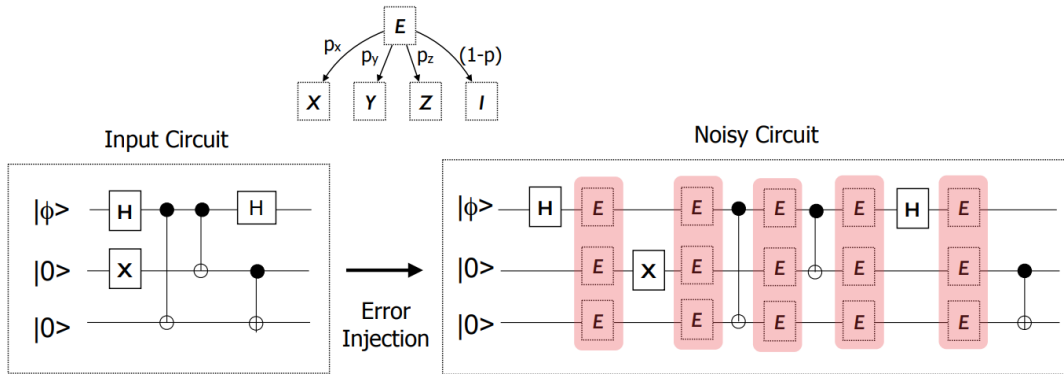 E
px py pz (1-p)
X Y Z I
Input Circuit
Noisy Circuit
|ϕ> H H
|0> X
|0>
Error
Injection
|ϕ> H E E E E H E
|0> E X E E E E
|0> E E E E E